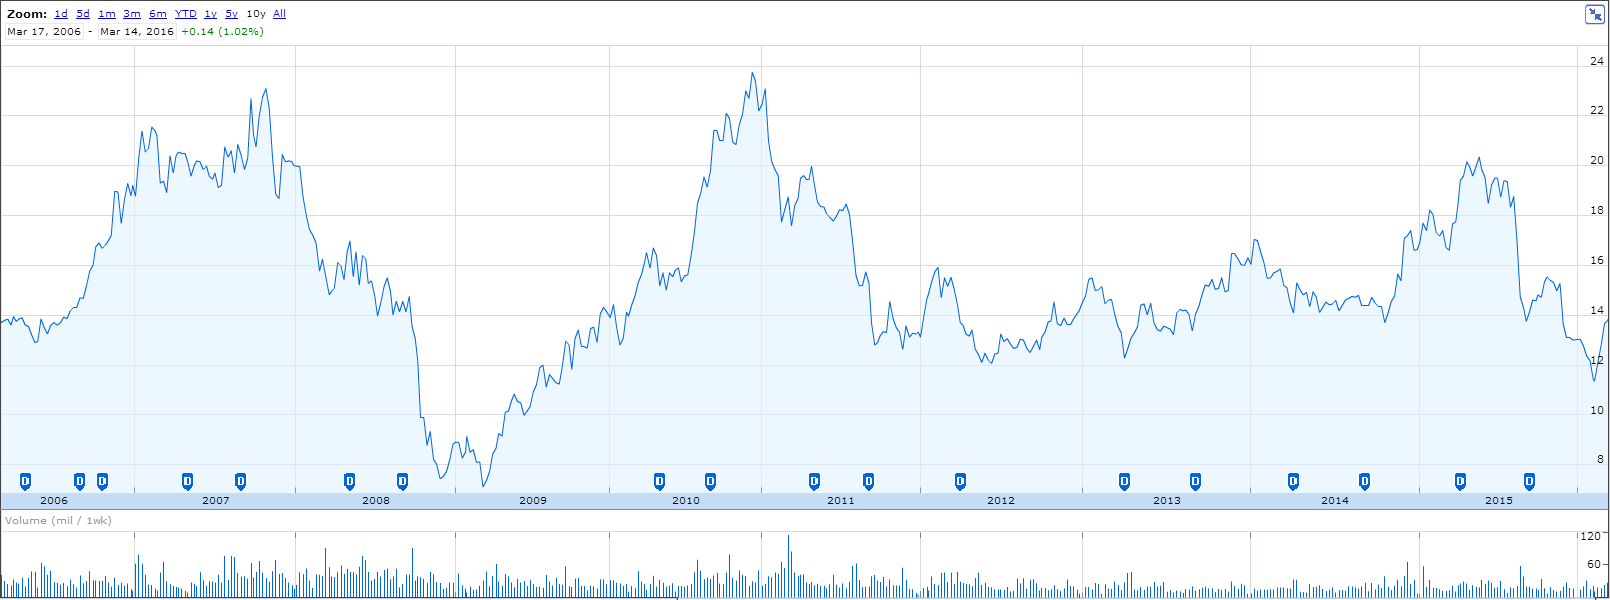 Zoom: 1d 5d 1m 3m 6m YTD 1y 5y 10y All
Mar 17, 2006 - Mar 14, 2016 +0.14 (1.02%)
24
22
20
18
16
14
12
10
8
D D D D D D D D D D D D D D D D D D
2006 2007 2008 2009 2010 2011 2012 2013 2014 2015
Volume (mil / 1wk)
120
60